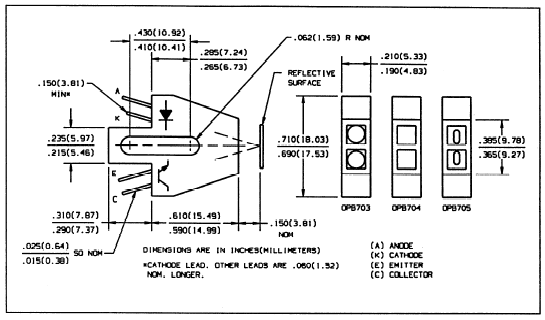 .430(10.92)
.410(10.41)
.285(7.24)
.265(6.73)
.062(1.59) R NOM
.210(5.33)
.190(4.83)
REFLECTIVE
SURFACE
.150(3.81)
MIN*
A
K
.235(5.97)
.215(5.46)
.710(18.03)
.690(17.53)
.385(9.78)
.365(9.27)
E
C
OPB703
OPB704
OPB705
.310(7.87)
.290(7.37)
.610(15.49)
.590(14.99)
.150(3.81)
NOM
.025(0.64)
.015(0.38)
SQ NOM
DIMENSIONS ARE IN INCHES(MILLIMETERS)
*CATHODE LEAD. OTHER LEADS ARE .060(1.52)
NOM. LONGER.
(A) ANODE
(K) CATHODE
(E) EMITTER
(C) COLLECTOR